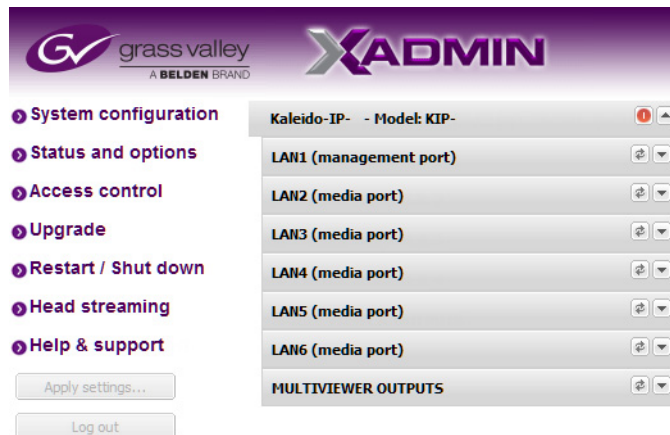 GV grass valley
A BELDEN BRAND
XADMIN
System configuration
Status and options
Access control
Upgrade
Restart / Shut down
Head streaming
Help & support
Apply settings...
Log out
Kaleido-IP- - Model: KIP-
LAN1 (management port)
LAN2 (media port)
LAN3 (media port)
LAN4 (media port)
LAN5 (media port)
LAN6 (media port)
MULTIVIEWER OUTPUTS